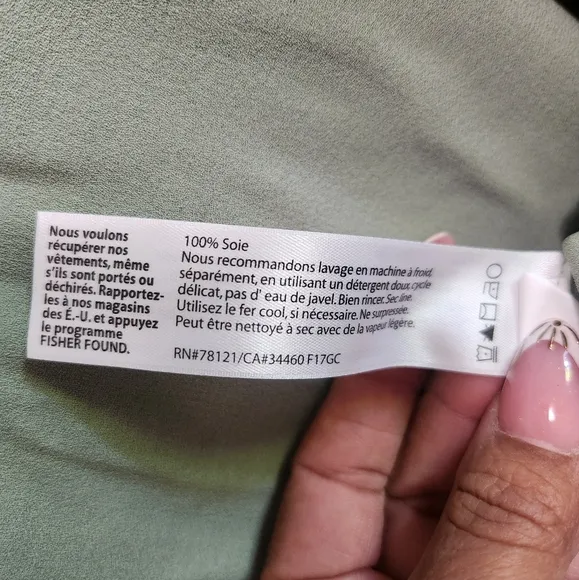 Nous voulons
récupérer nos
vêtements, même
s'ils sont portés ou
déchirés. Rapportez-
les à nos magasins
des É.-U. et appuyez
le programme
FISHER FOUND.
100% Soie
Nous recommandons lavage en machine à froid,
séparément, en utilisant un détergent doux, cycle
délicat, pas d' eau de javel. Bien rincer. Sec line.
Utilisez le fer cool, si nécessaire. Ne surpressée.
Peut être nettoyé à sec avec de la vapeur légère.
RN#78121/CA#34460 F17GC